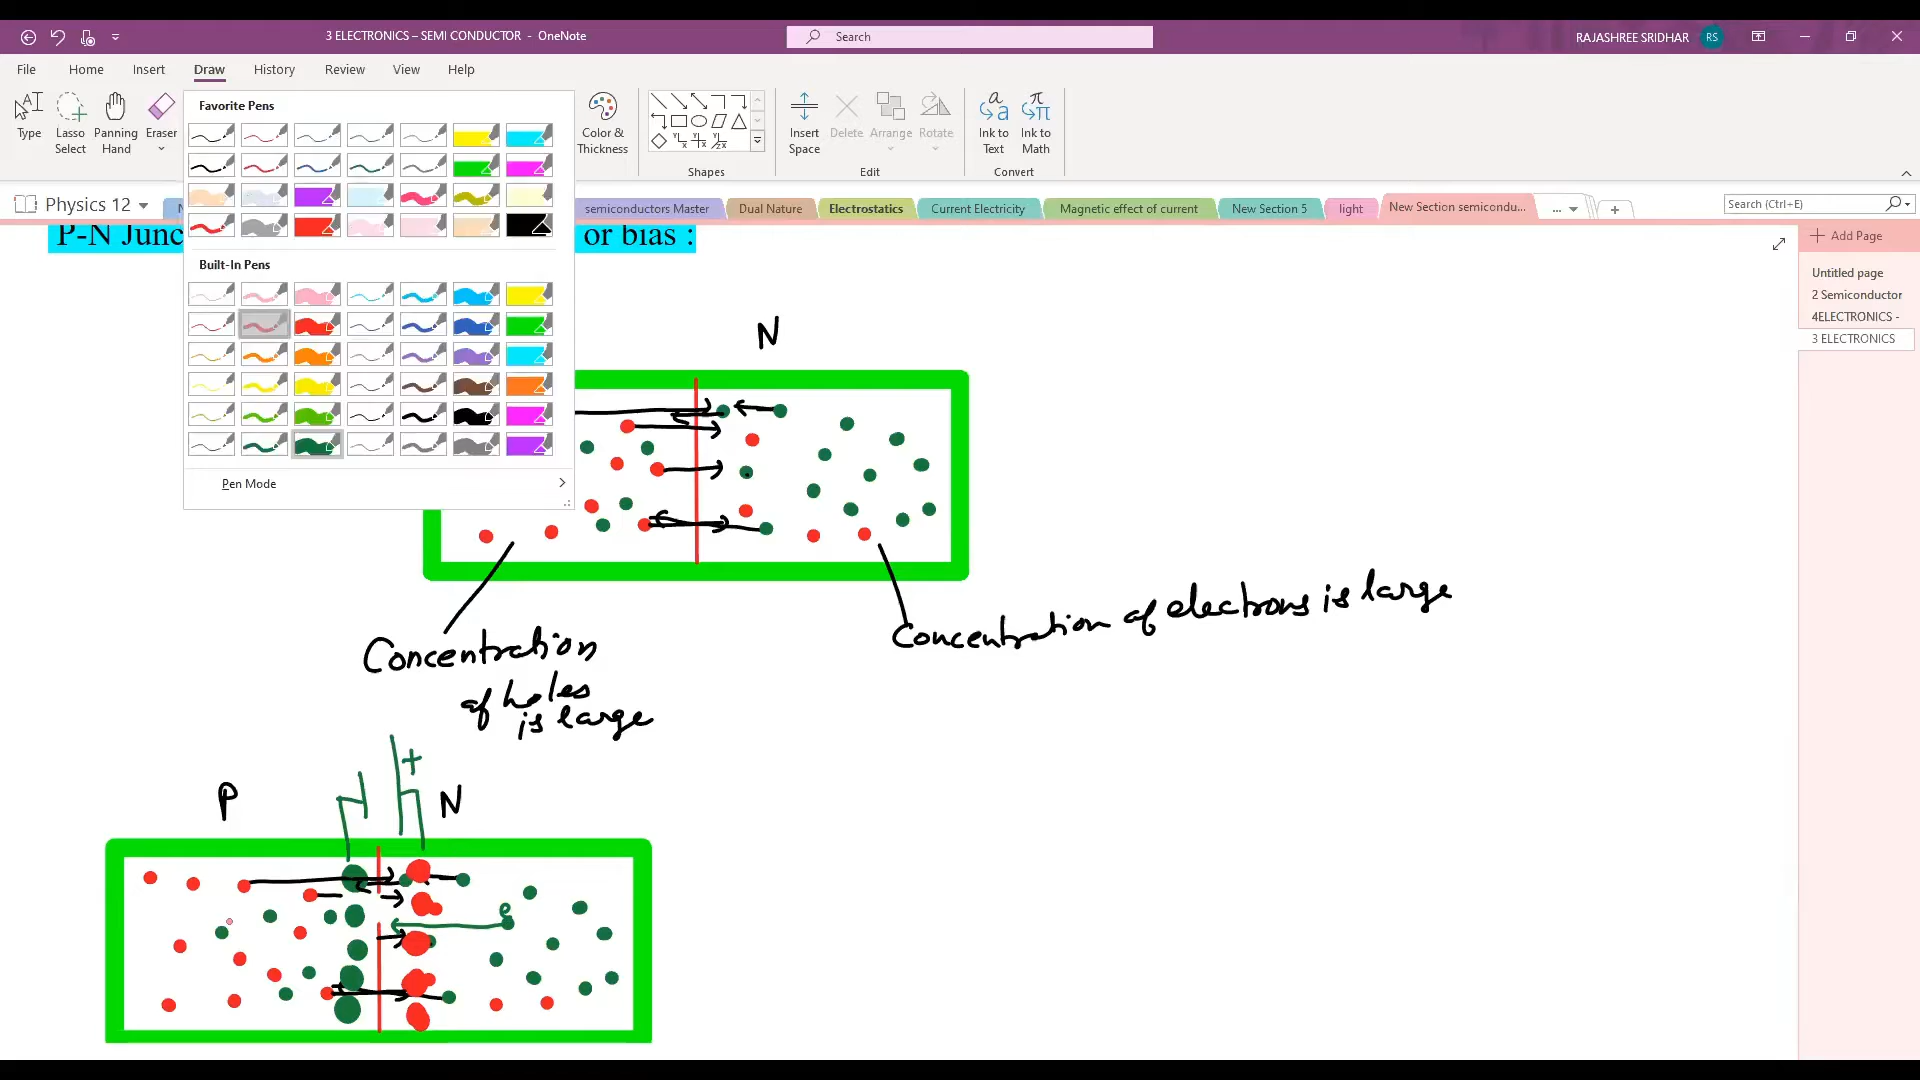 3 ELECTRONICS – SEMI CONDUCTOR - OneNote
Search
RAJASHREE SRIDHAR
RS
File Home Insert Draw History Review View Help
Type
Lasso Select
Panning Hand
Eraser
Favorite Pens
Built-In Pens
Pen Mode
Color & Thickness
Shapes
Insert Space
Delete
Arrange
Rotate
Edit
Ink to Text
Ink to Math
Convert
Physics 12
semiconductors Master
Dual Nature
Electrostatics
Current Electricity
Magnetic effect of current
New Section 5
light
New Section semicondu...
...
Search (Ctrl+E)
Add Page
Untitled page
2 Semiconductor
4ELECTRONICS -
3 ELECTRONICS
P-N Junc
or bias :
N
Concentration of electrons is large
Concentration
of holes
is large
P
+
N
e